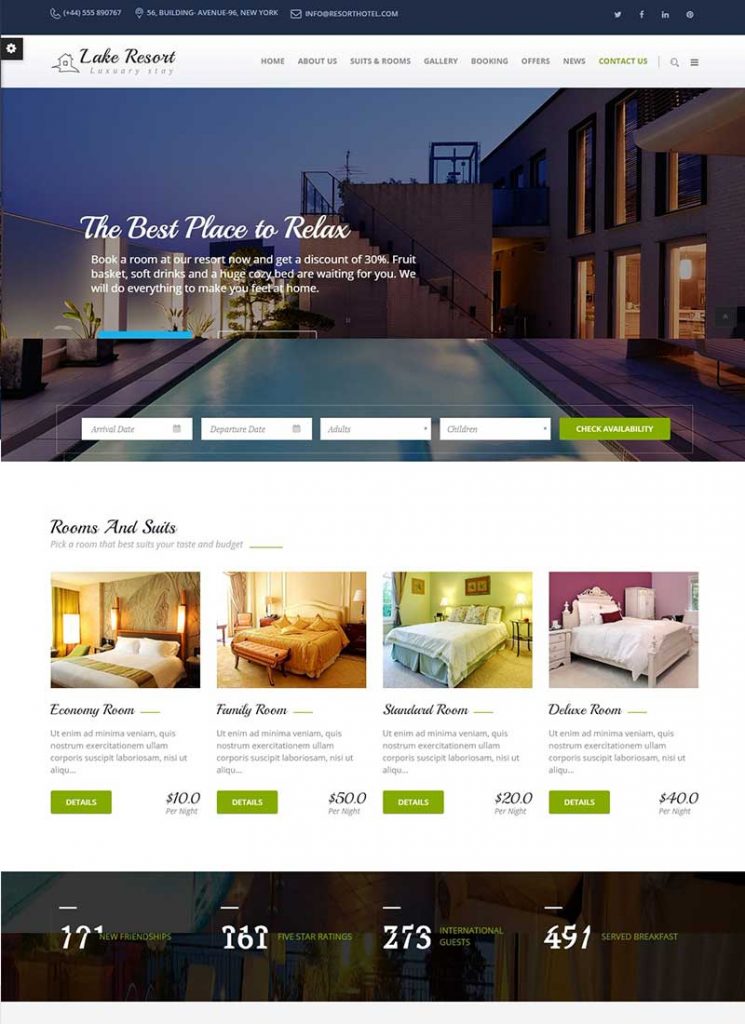 (+44) 555 890767 56, BUILDING- AVENUE-96, NEW YORK INFO@RESORTHOTEL.COM
Lake Resort
Luxuary stay
HOME ABOUT US SUITS & ROOMS GALLERY BOOKING OFFERS NEWS CONTACT US
The Best Place to Relax
Book a room at our resort now and get a discount of 30%. Fruit
basket, soft drinks and a huge cozy bed are waiting for you. We
will do everything to make you feel at home.
Arrival Date Departure Date Adults Children CHECK AVAILABILITY
Rooms And Suits
Pick a room that best suits your taste and budget
Economy Room Family Room Standard Room Deluxe Room
Ut enim ad minima veniam, quis Ut enim ad minima veniam, quis Ut enim ad minima veniam, quis Ut enim ad minima veniam, quis
nostrum exercitationem ullam nostrum exercitationem ullam nostrum exercitationem ullam nostrum exercitationem ullam
corporis suscipit laboriosam, nisi ut corporis suscipit laboriosam, nisi ut corporis suscipit laboriosam, nisi ut corporis suscipit laboriosam, nisi ut
aliqu... aliqu... aliqu... aliqu...
DETAILS $10.0 DETAILS $50.0 DETAILS $20.0 DETAILS $40.0
Per Night Per Night Per Night Per Night
NEW FRIENDSHIPS FIVE STAR RATINGS INTERNATIONAL GUESTS SERVED BREAKFAST